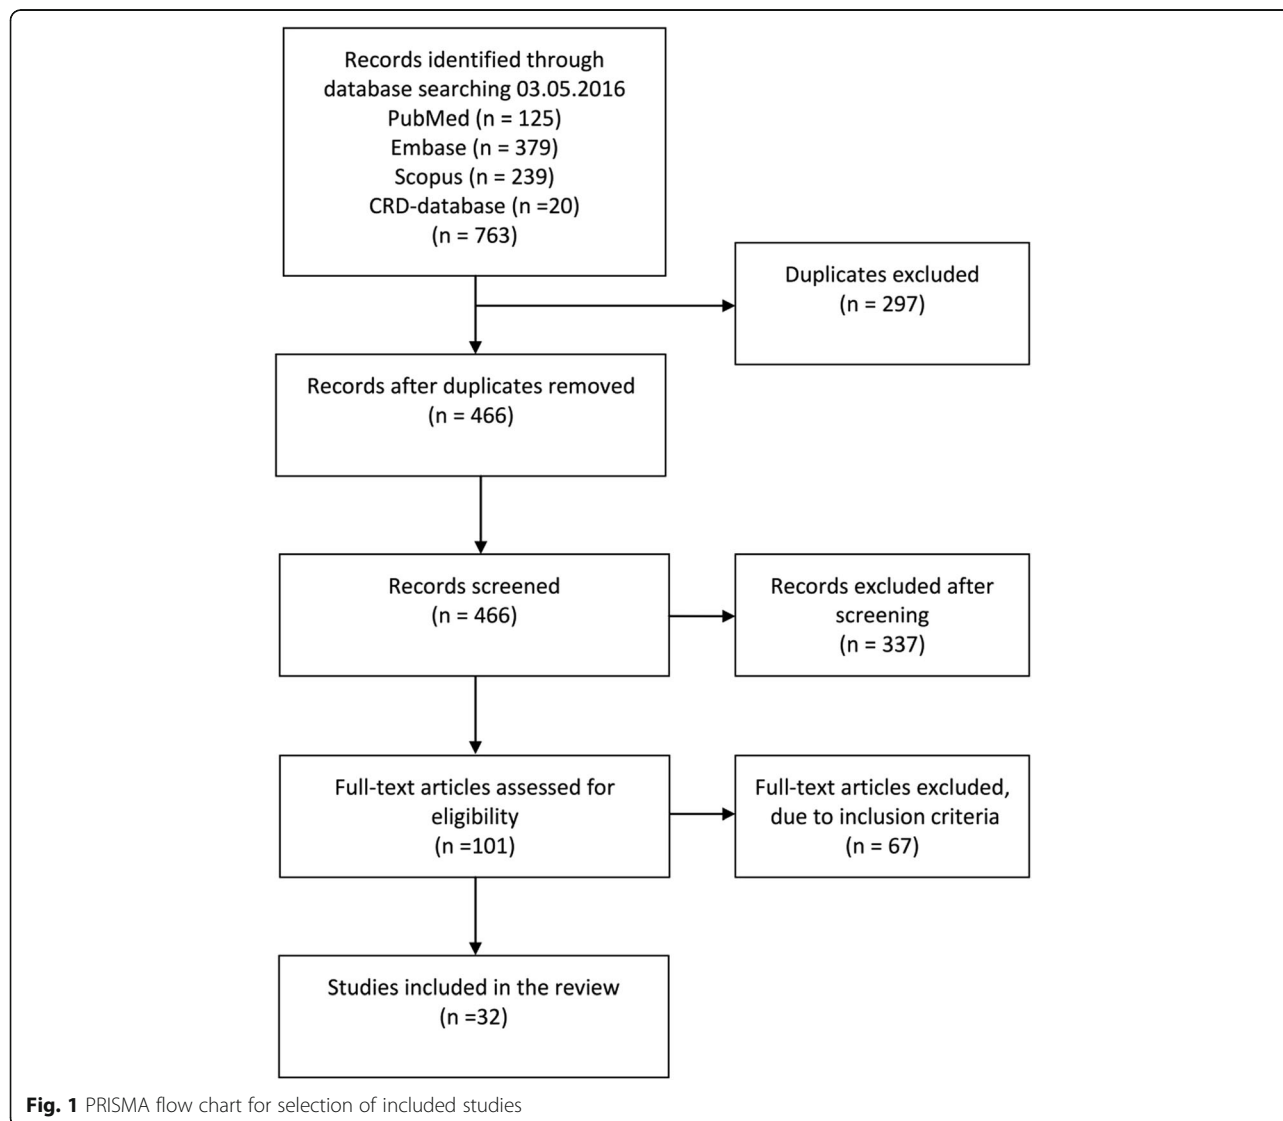 Records identified through
database searching 03.05.2016
PubMed (n = 125)
Embase (n = 379)
Scopus (n = 239)
CRD-database (n =20)
(n = 763)
Duplicates excluded
(n = 297)
Records after duplicates removed
(n = 466)
Records screened
(n = 466)
Records excluded after
screening
(n = 337)
Full-text articles assessed for
eligibility
(n =101)
Full-text articles excluded,
due to inclusion criteria
(n = 67)
Studies included in the review
(n =32)
Fig. 1 PRISMA flow chart for selection of included studies